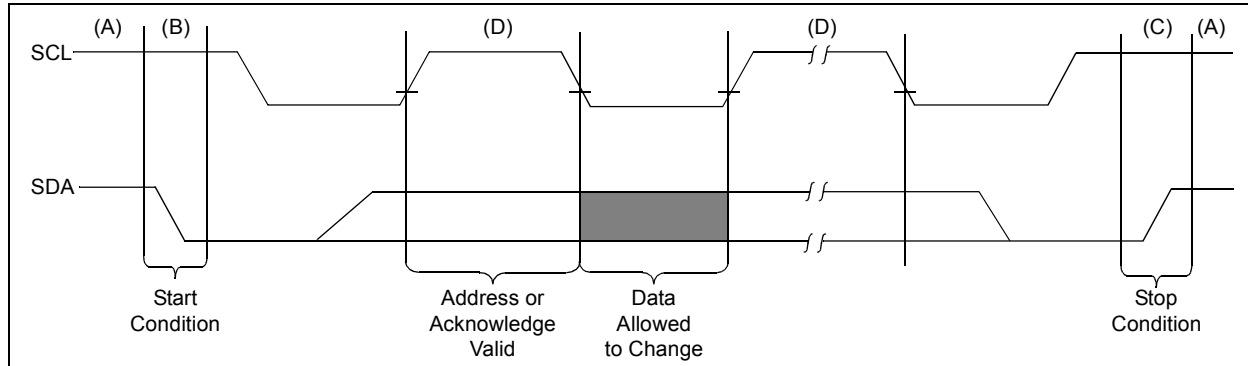 (A) (B) (D) (D) (C) (A)
SCL
SDA
Start
Condition
Address or
Acknowledge
Valid
Data
Allowed
to Change
Stop
Condition